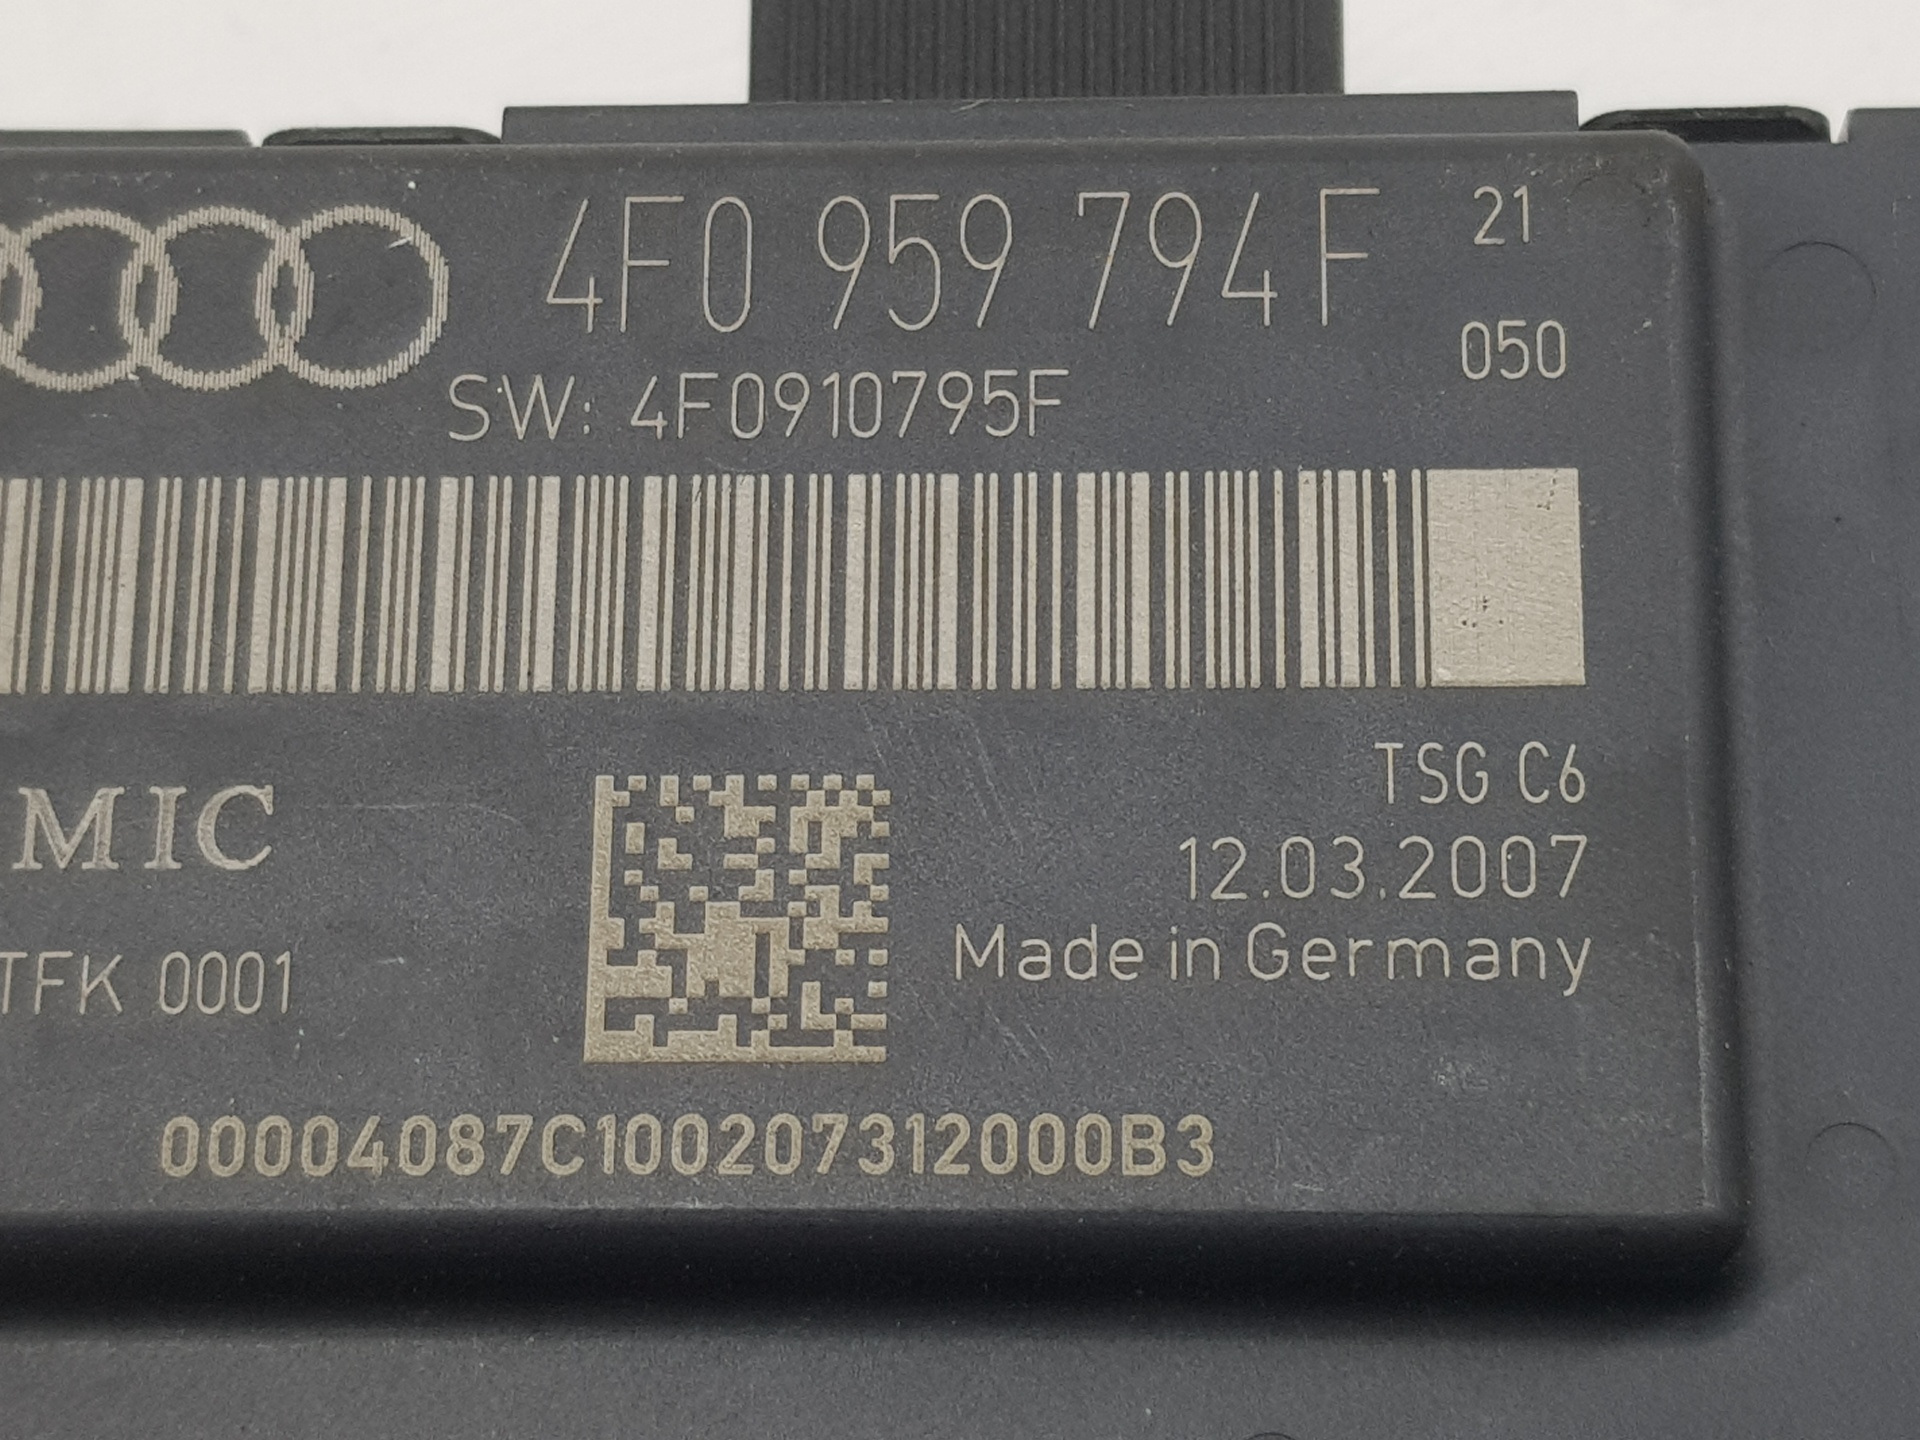 4F0 959 794 F 21
050
SW: 4F0910795F
TSG C6
MIC
12.03.2007
Made in Germany
TFK 0001
00004087C100207312000B3